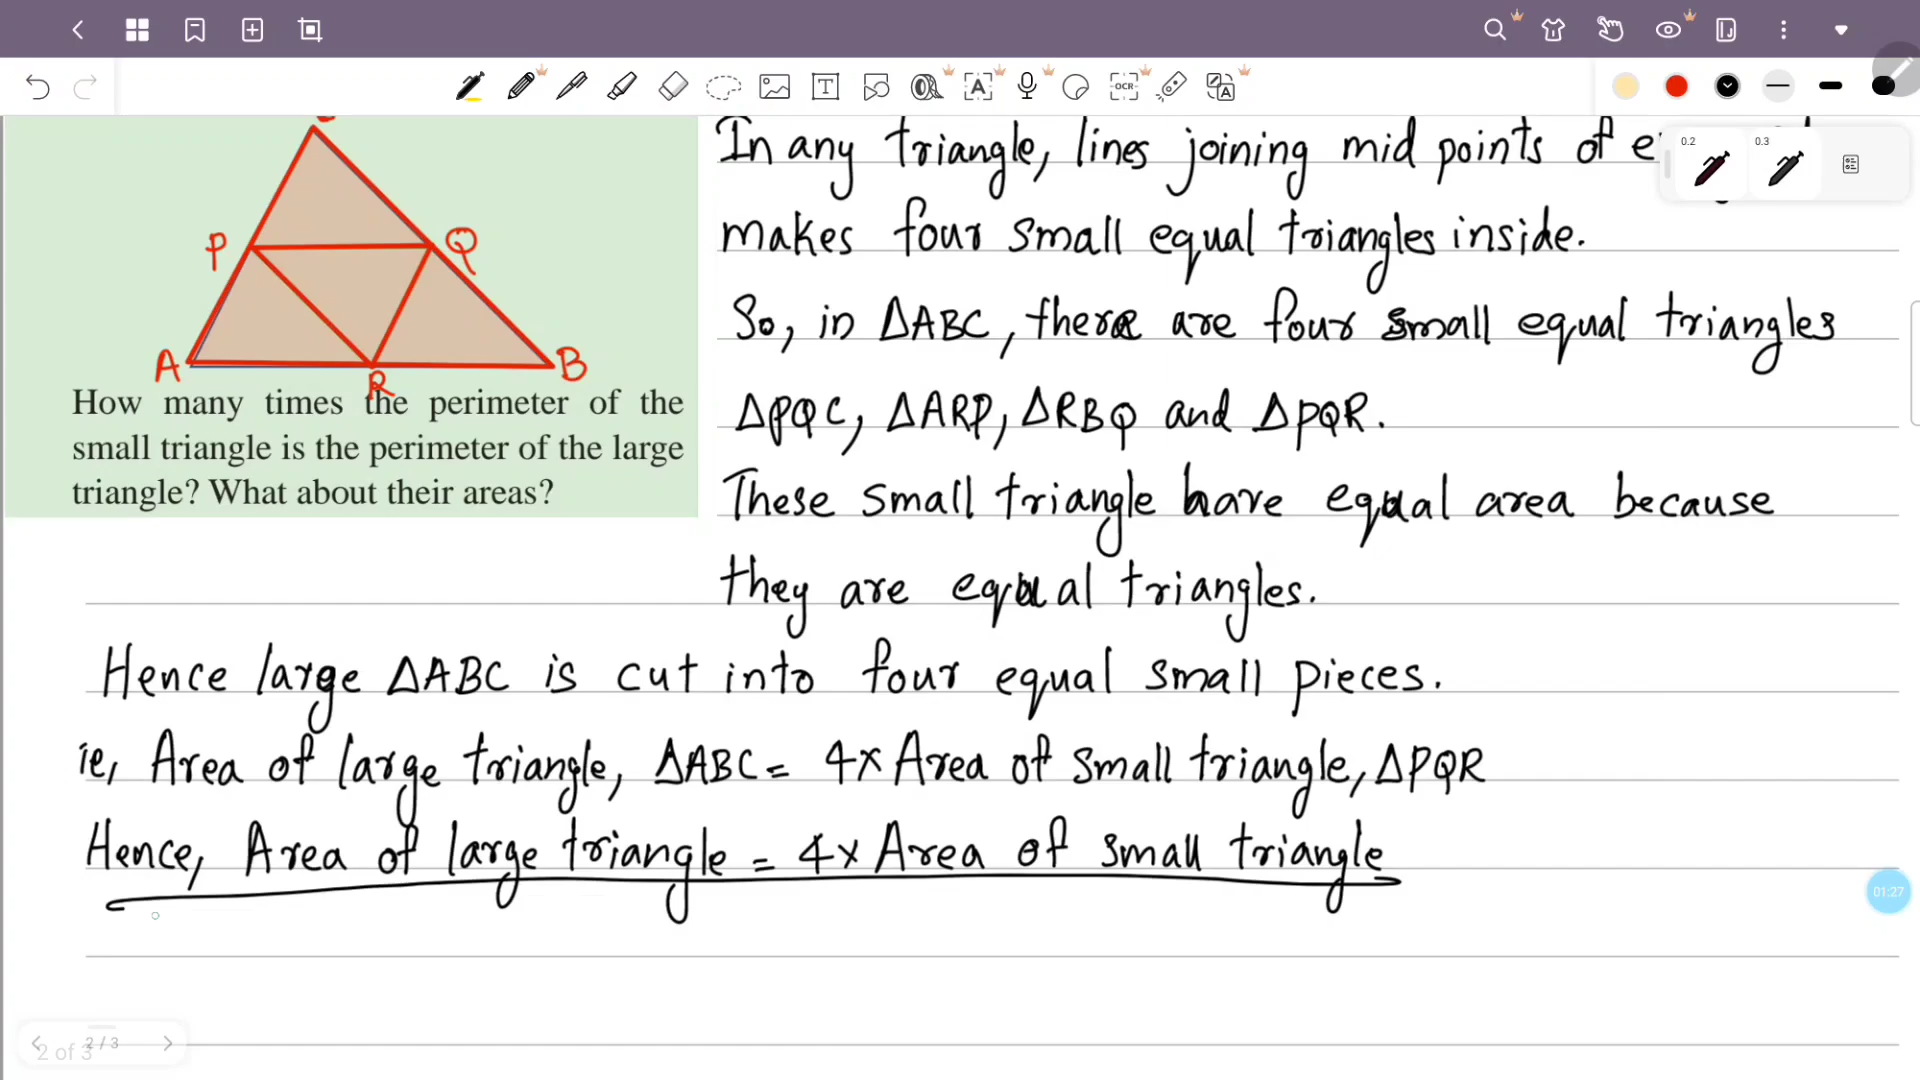 OCR
T
A
A
0.2
0.3
In any triangle, lines joining mid points of
makes four small equal triangles inside.
So, in ΔABC, there are four small equal triangles
ΔPQC, ΔARP, ΔRBQ and ΔPQR.
These small triangle have equal area because
they are equal triangles.
P
Q
A
R
B
How many times the perimeter of the
small triangle is the perimeter of the large
triangle? What about their areas?
Hence large ΔABC is cut into four equal small pieces.
ie, Area of large triangle, ΔABC = 4x Area of small triangle, ΔPQR
Hence, Area of large triangle = 4x Area of small triangle
01:27
2 / 3
2 of 3